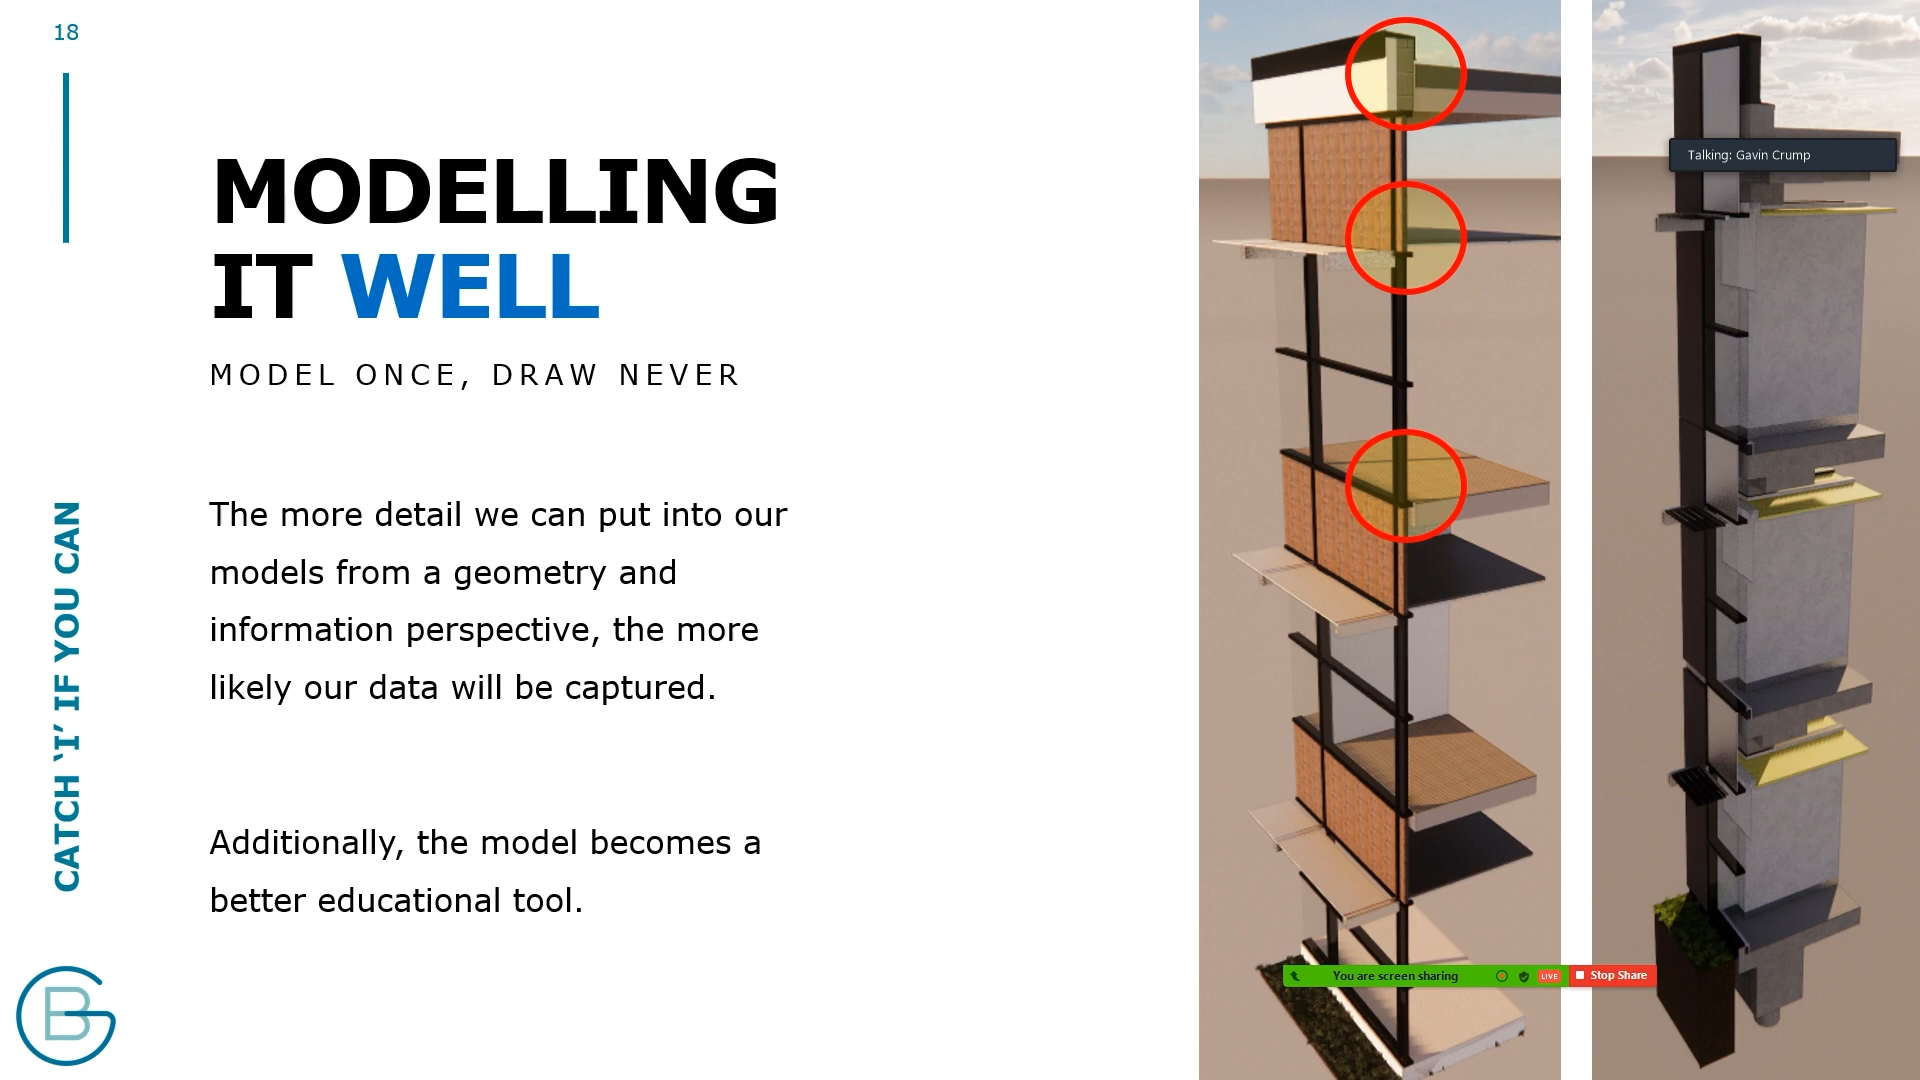 18
MODELLING
IT WELL
MODEL ONCE, DRAW NEVER
The more detail we can put into our
models from a geometry and
information perspective, the more
likely our data will be captured.
Additionally, the model becomes a
better educational tool.
CATCH ‘I’ IF YOU CAN
BG
Talking: Gavin Crump
You are screen sharing
LIVE
Stop Share